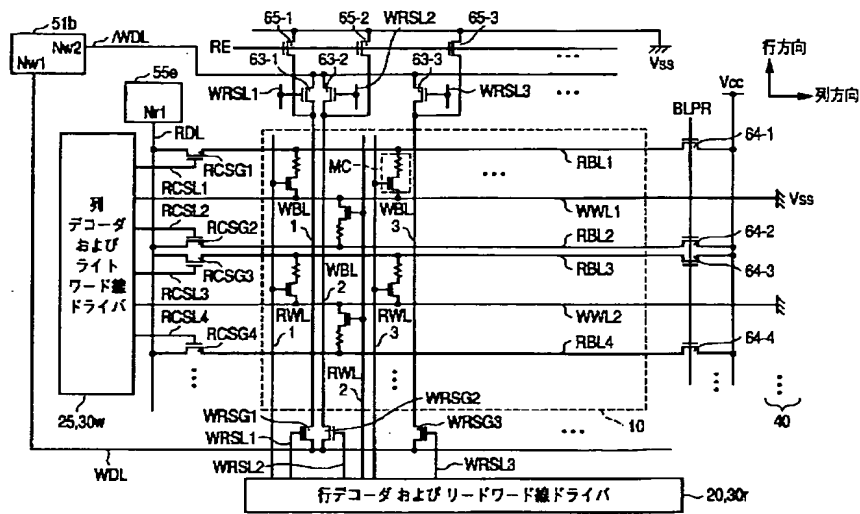 51b
Nw1
Nw2
/WDL
65-1
65-2
WRSL2
65-3
RE
63-1
63-2
63-3
WRSL1
WRSL3
Vss
Vcc
行方向
列方向
BLPR
55e
Nr1
RDL
RCSG1
RCSL1
RCSL2
RCSG2
RCSG3
RCSL3
RCSL4
RCSG4
列
デコーダ
および
ライト
ワード線
ドライバ
25,30w
MC
RBL1
64-1
WBL
1
WBL
3
WWL1
Vss
RBL2
64-2
RBL3
64-3
WBL
2
RWL
1
RWL
3
WWL2
RBL4
64-4
RWL
2
WRSG1
WRSG2
WRSG3
10
40
WRSL1
WRSL2
WRSL3
WDL
行デコーダ および リードワード線ドライバ
20,30r